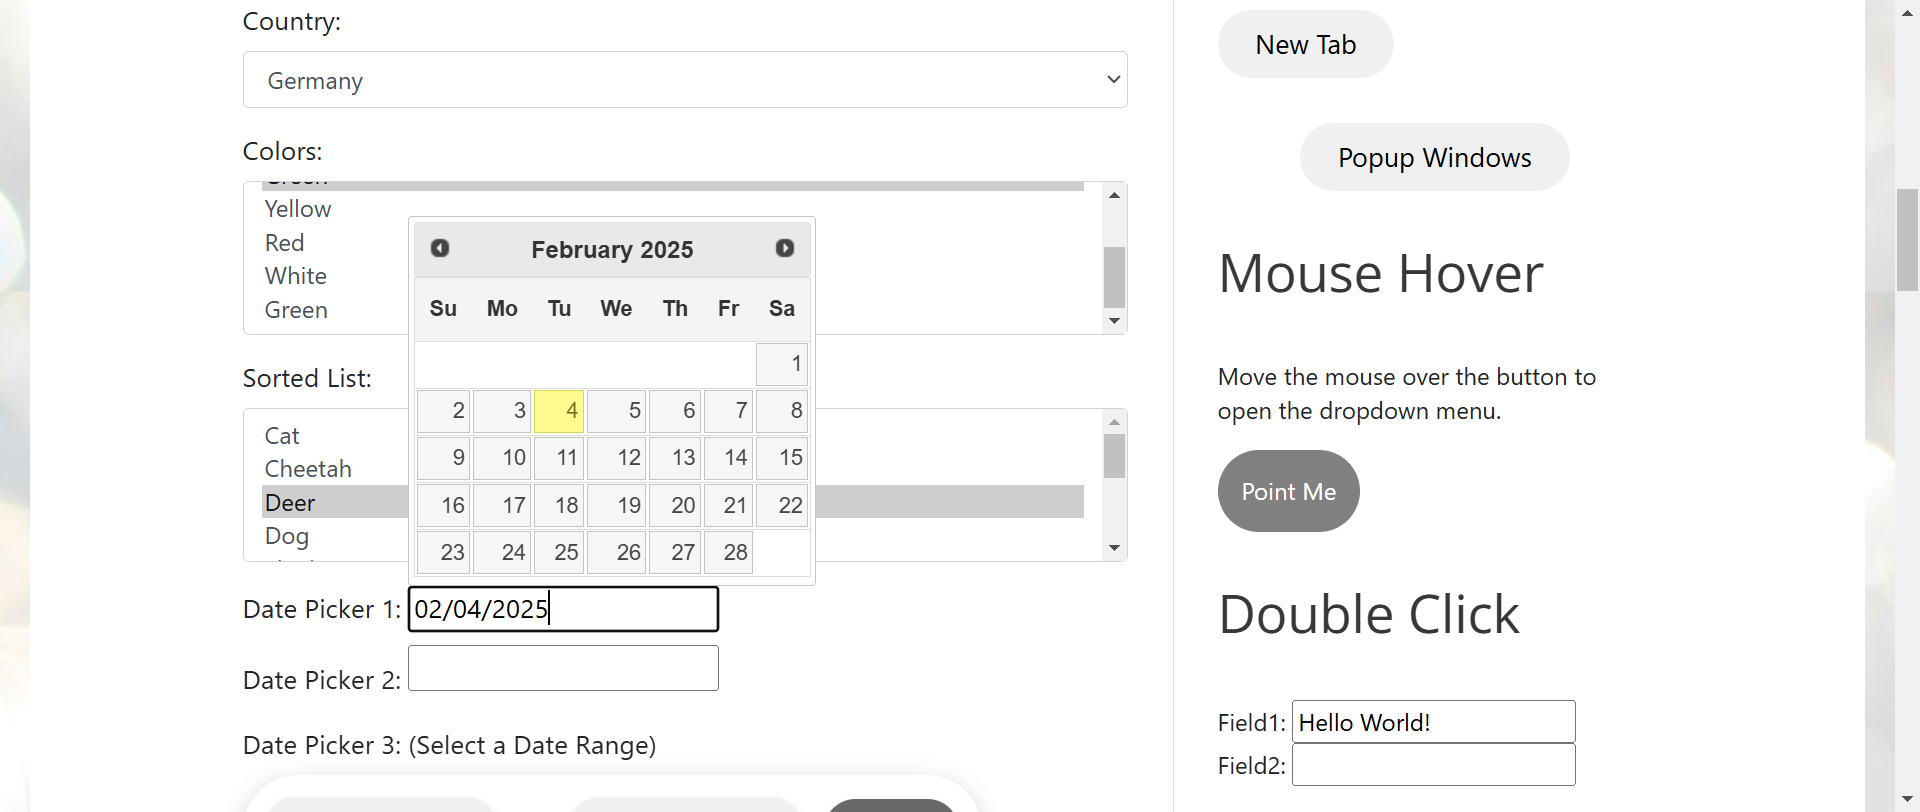 Country:
Germany
Colors:
Yellow
Red
White
Green
Sorted List:
Cat
Cheetah
Deer
Dog
February 2025
Su Mo Tu We Th Fr Sa
1
2 3 4 5 6 7 8
9 10 11 12 13 14 15
16 17 18 19 20 21 22
23 24 25 26 27 28
Date Picker 1: 02/04/2025
Date Picker 2:
Date Picker 3: (Select a Date Range)
New Tab
Popup Windows
Mouse Hover
Move the mouse over the button to
open the dropdown menu.
Point Me
Double Click
Field1: Hello World!
Field2: